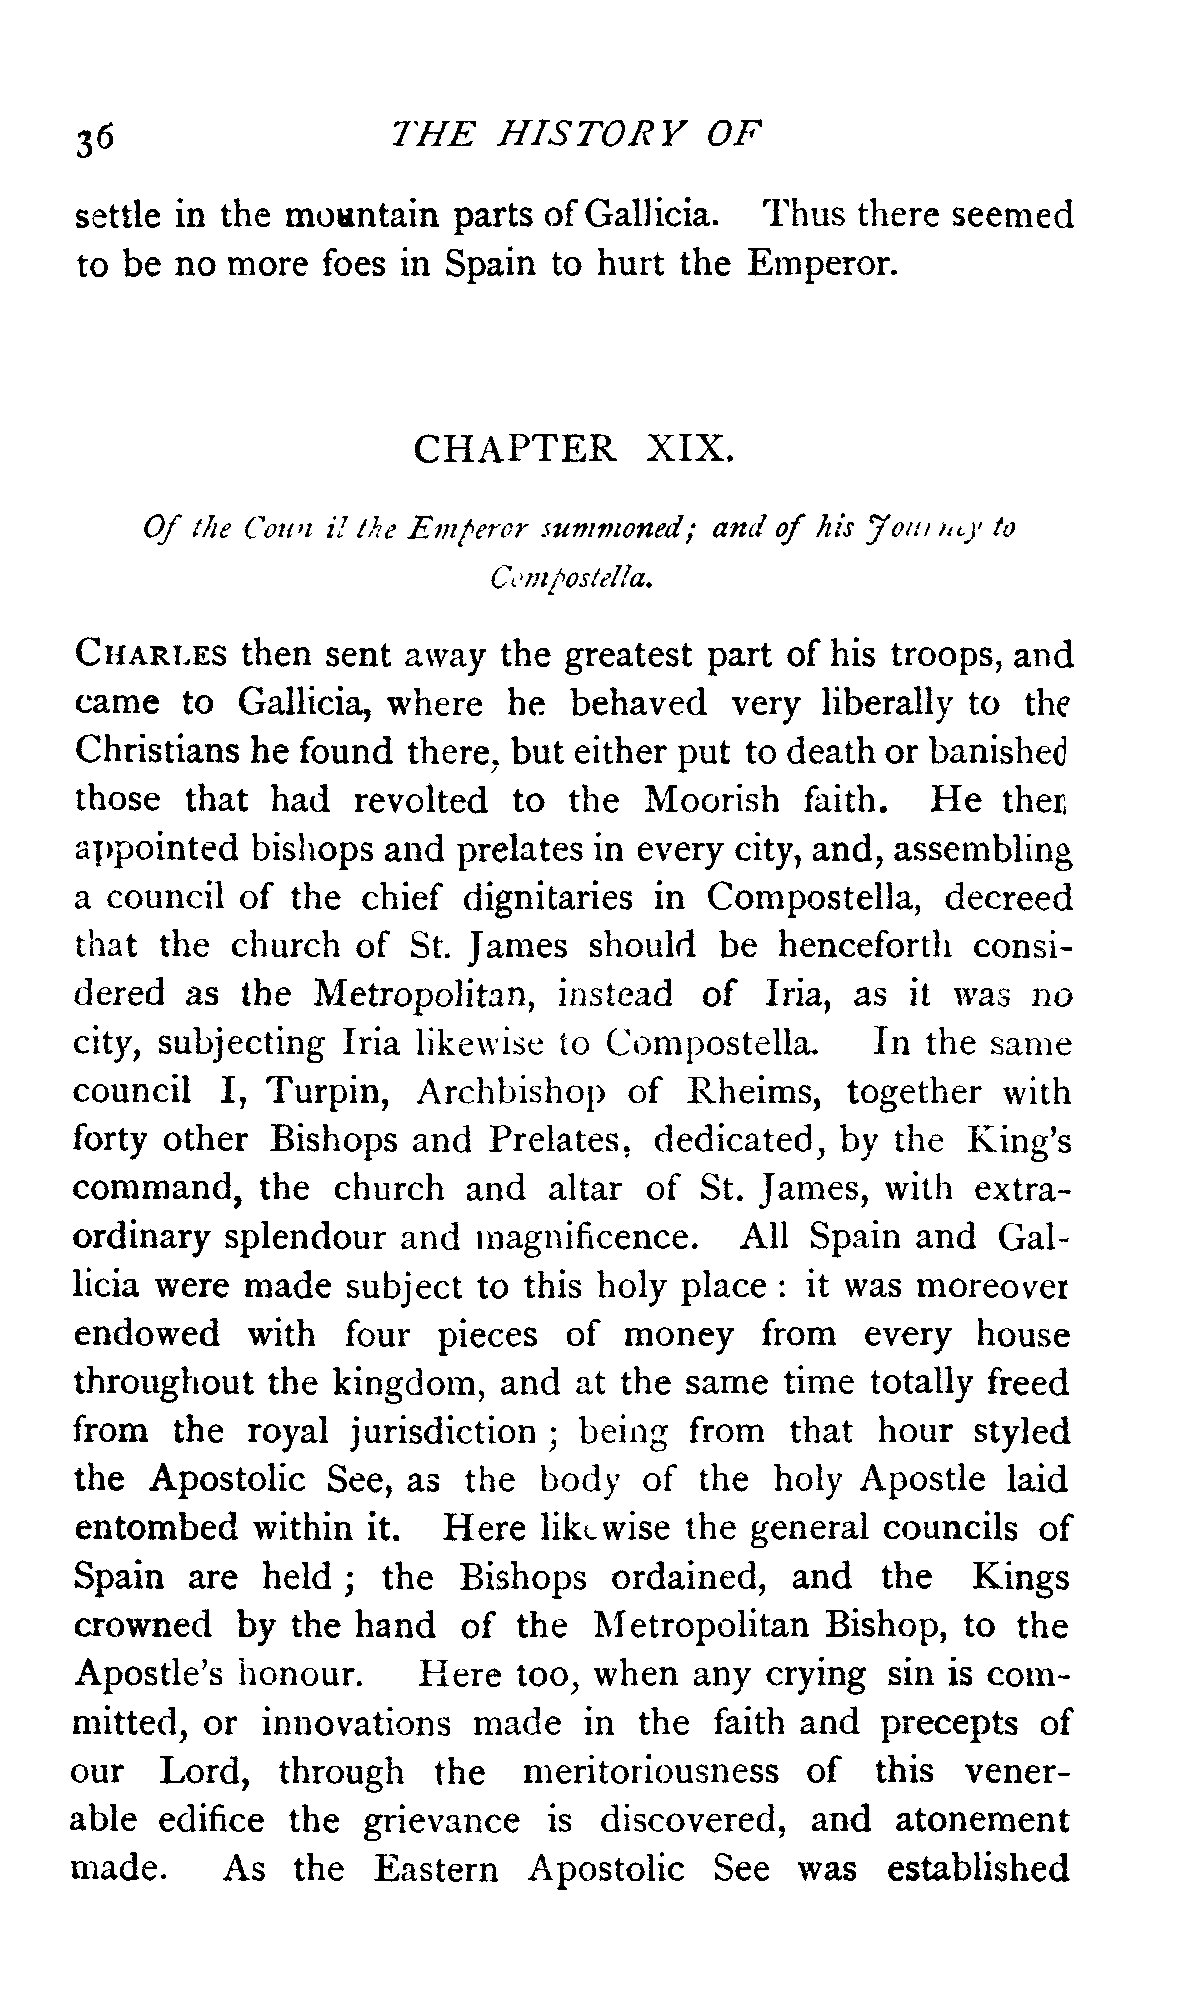 36 THE HISTORY OF
settle in the mountain parts of Gallicia. Thus there seemed
to be no more foes in Spain to hurt the Emperor.
CHAPTER XIX.
Of the Council the Emperor summoned; and of his Journey to
Compostella.
CHARLES then sent away the greatest part of his troops, and
came to Gallicia, where he behaved very liberally to the
Christians he found there, but either put to death or banished
those that had revolted to the Moorish faith. He then
appointed bishops and prelates in every city, and, assembling
a council of the chief dignitaries in Compostella, decreed
that the church of St. James should be henceforth consi-
dered as the Metropolitan, instead of Iria, as it was no
city, subjecting Iria likewise to Compostella. In the same
council I, Turpin, Archbishop of Rheims, together with
forty other Bishops and Prelates, dedicated, by the King's
command, the church and altar of St. James, with extra-
ordinary splendour and magnificence. All Spain and Gal-
licia were made subject to this holy place : it was moreover
endowed with four pieces of money from every house
throughout the kingdom, and at the same time totally freed
from the royal jurisdiction ; being from that hour styled
the Apostolic See, as the body of the holy Apostle laid
entombed within it. Here likewise the general councils of
Spain are held ; the Bishops ordained, and the Kings
crowned by the hand of the Metropolitan Bishop, to the
Apostle's honour. Here too, when any crying sin is com-
mitted, or innovations made in the faith and precepts of
our Lord, through the meritoriousness of this vener-
able edifice the grievance is discovered, and atonement
made. As the Eastern Apostolic See was established